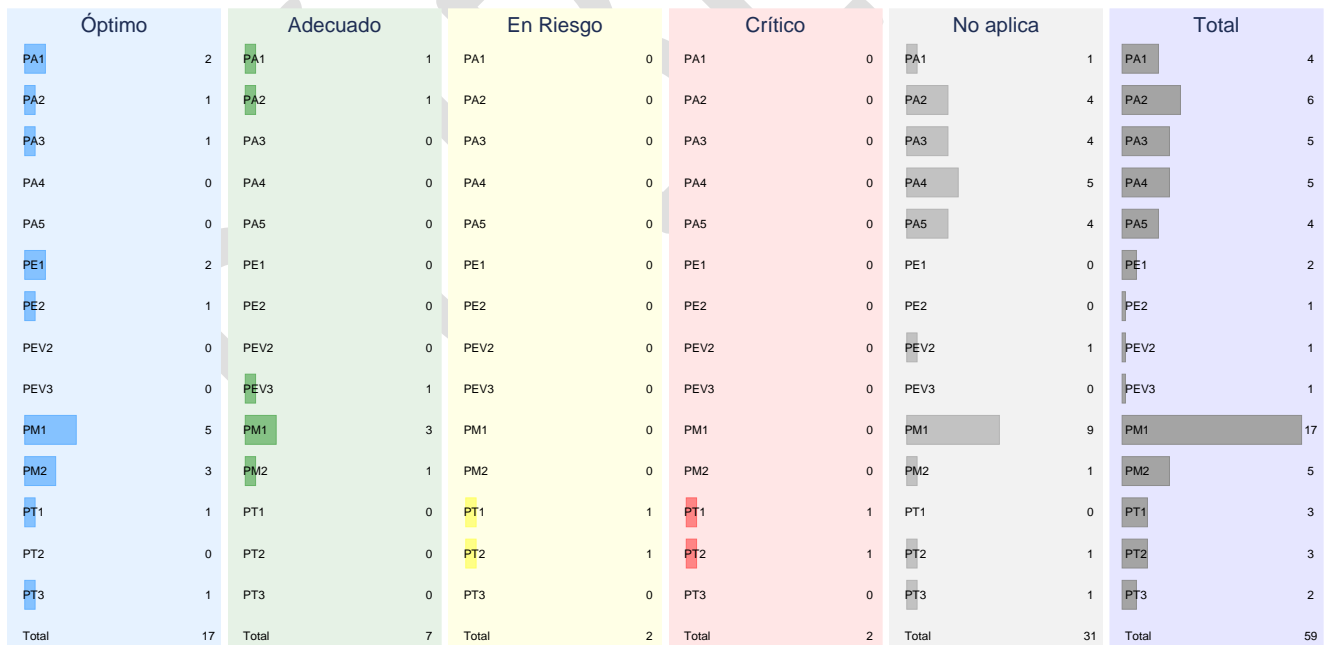 Óptimo Adecuado En Riesgo Crítico No aplica Total
PA1 2 PA1 1 PA1 0 PA1 0 PA1 1 PA1 4
PA2 1 PA2 1 PA2 0 PA2 0 PA2 4 PA2 6
PA3 1 PA3 0 PA3 0 PA3 0 PA3 4 PA3 5
PA4 0 PA4 0 PA4 0 PA4 0 PA4 5 PA4 5
PA5 0 PA5 0 PA5 0 PA5 0 PA5 4 PA5 4
PE1 2 PE1 0 PE1 0 PE1 0 PE1 0 PE1 2
PE2 1 PE2 0 PE2 0 PE2 0 PE2 0 PE2 1
PEV2 0 PEV2 0 PEV2 0 PEV2 0 PEV2 1 PEV2 1
PEV3 0 PEV3 1 PEV3 0 PEV3 0 PEV3 0 PEV3 1
PM1 5 PM1 3 PM1 0 PM1 0 PM1 9 PM1 17
PM2 3 PM2 1 PM2 0 PM2 0 PM2 1 PM2 5
PT1 1 PT1 0 PT1 1 PT1 1 PT1 0 PT1 3
PT2 0 PT2 0 PT2 1 PT2 1 PT2 1 PT2 3
PT3 1 PT3 0 PT3 0 PT3 0 PT3 1 PT3 2
Total 17 Total 7 Total 2 Total 2 Total 31 Total 59